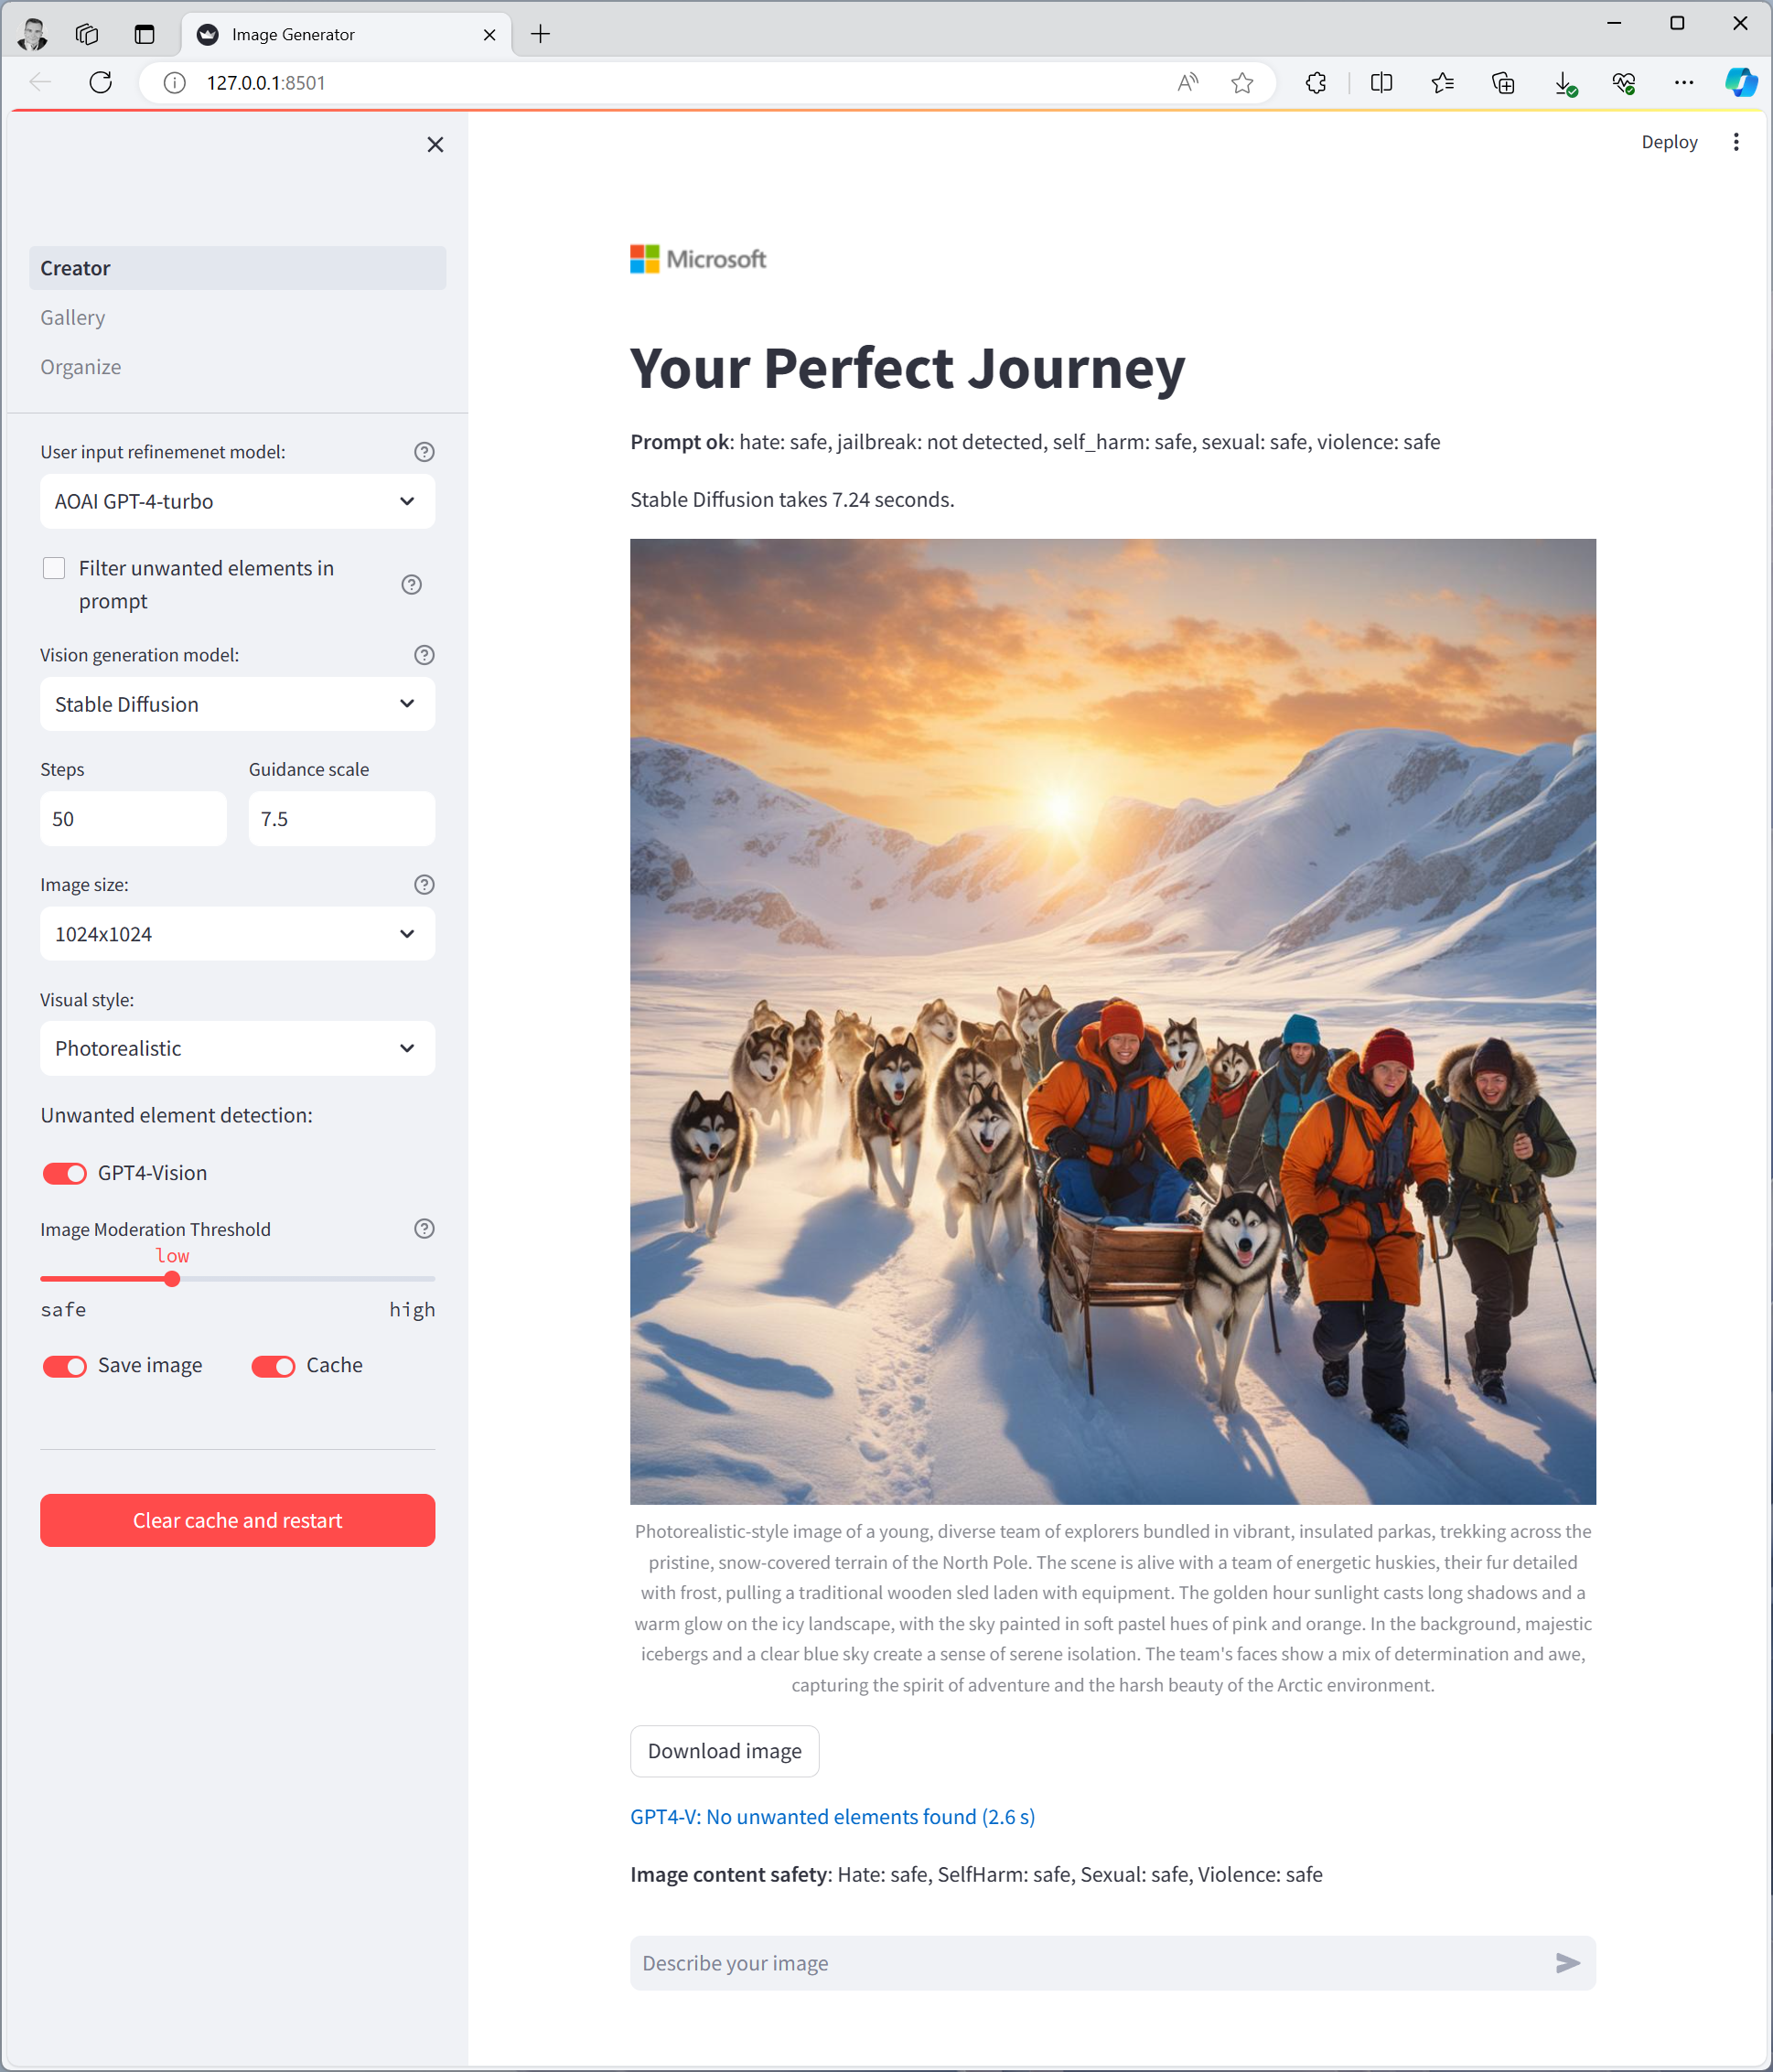 Image Generator
127.0.0.1:8501
Deploy
Creator
Gallery
Organize
User input refinemenet model:
AOAI GPT-4-turbo
Filter unwanted elements in
prompt
Vision generation model:
Stable Diffusion
Steps
Guidance scale
50
7.5
Image size:
1024x1024
Visual style:
Photorealistic
Unwanted element detection:
GPT4-Vision
Image Moderation Threshold
low
safe
high
Save image
Cache
Clear cache and restart
Microsoft
Your Perfect Journey
Prompt ok: hate: safe, jailbreak: not detected, self_harm: safe, sexual: safe, violence: safe
Stable Diffusion takes 7.24 seconds.
Photorealistic-style image of a young, diverse team of explorers bundled in vibrant, insulated parkas, trekking across the
pristine, snow-covered terrain of the North Pole. The scene is alive with a team of energetic huskies, their fur detailed
with frost, pulling a traditional wooden sled laden with equipment. The golden hour sunlight casts long shadows and a
warm glow on the icy landscape, with the sky painted in soft pastel hues of pink and orange. In the background, majestic
icebergs and a clear blue sky create a sense of serene isolation. The team's faces show a mix of determination and awe,
capturing the spirit of adventure and the harsh beauty of the Arctic environment.
Download image
GPT4-V: No unwanted elements found (2.6 s)
Image content safety: Hate: safe, SelfHarm: safe, Sexual: safe, Violence: safe
Describe your image